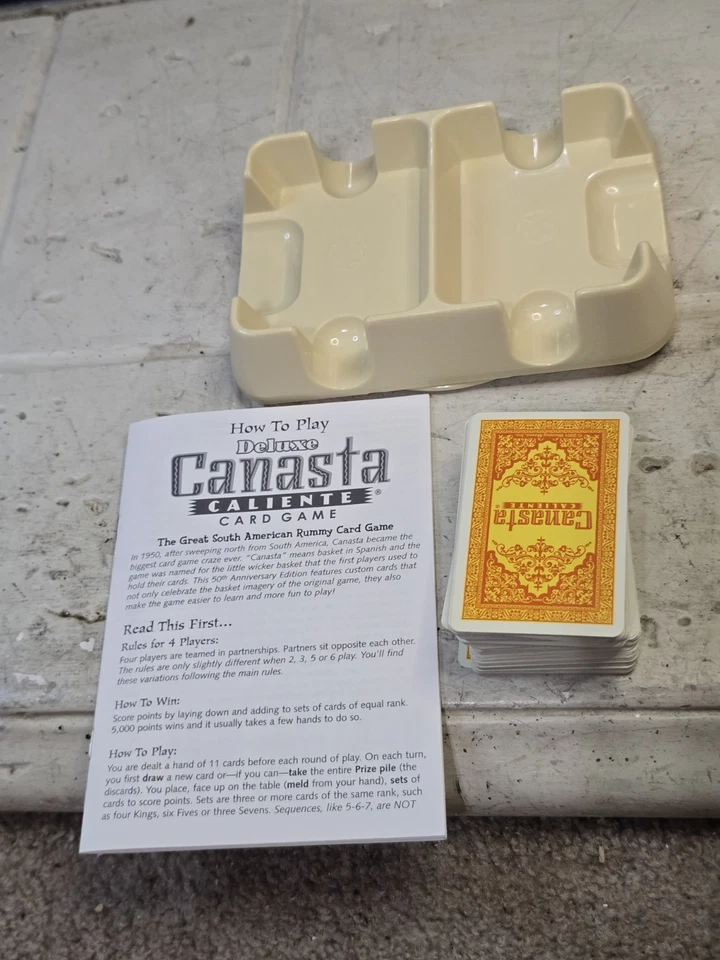 How To Play
Deluxe
Canasta
CALIENTE®
CARD GAME
The Great South American Rummy Card Game
In 1950, after sweeping north from South America, Canasta became the
biggest card game craze ever. "Canasta" means basket in Spanish and the
game was named for the little wicker basket that the first players used to
hold their cards. This 50th Anniversary Edition features custom cards that
not only celebrate the basket imagery of the original game, they also
make the game easier to learn and more fun to play!
Read This First...
Rules for 4 Players:
Four players are teamed in partnerships. Partners sit opposite each other.
The rules are only slightly different when 2, 3, 5 or 6 play. You'll find
these variations following the main rules.
How To Win:
Score points by laying down and adding to sets of cards of equal rank.
5,000 points wins and it usually takes a few hands to do so.
How To Play:
You are dealt a hand of 11 cards before each round of play. On each turn,
you first draw a new card or—if you can—take the entire Prize pile (the
discards). You place, face up on the table (meld from your hand), sets of
cards to score points. Sets are three or more cards of the same rank, such
as four Kings, six Fives or three Sevens. Sequences, like 5-6-7, are NOT
Canasta®
CALIENTE